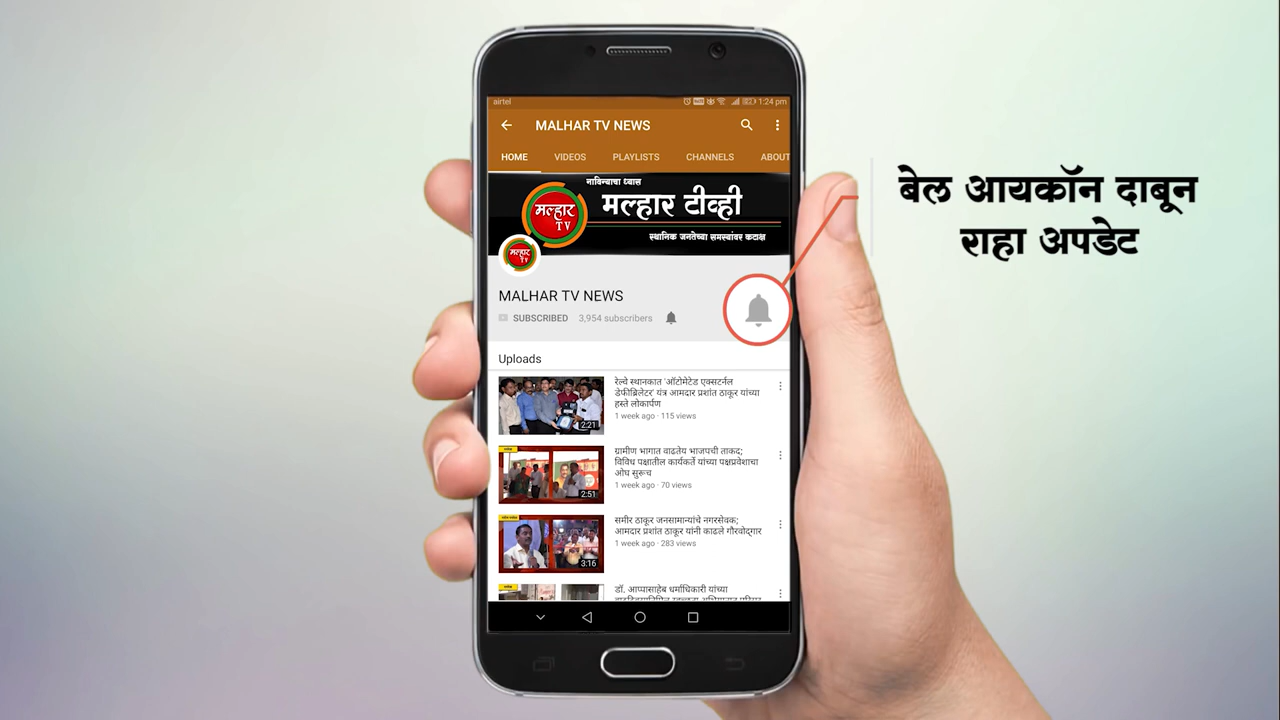 airtel
1:24 pm
MALHAR TV NEWS
HOME VIDEOS PLAYLISTS CHANNELS ABOUT
नाविन्याचा ध्यास
मल्हार टीव्ही
स्थानिक जनतेच्या समस्यांवर कटाक्ष
मल्हार
TV
मल्हार
TV
MALHAR TV NEWS
SUBSCRIBED 3,954 subscribers
बेल आयकॉन दाबून
राहा अपडेट
Uploads
रेल्वे स्थानकात 'ऑटोमेटेड एक्सटर्नल
डेफीब्रिलेटर' यंत्र आमदार प्रशांत ठाकूर यांच्या
हस्ते लोकार्पण
1 week ago · 115 views
2:21
ग्रामीण भागात वाढतेय भाजपची ताकद;
विविध पक्षातील कार्यकर्ते यांच्या पक्षप्रवेशाचा
ओघ सुरूच
1 week ago · 70 views
2:51
समीर ठाकूर जनसामान्यांचे नगरसेवक;
आमदार प्रशांत ठाकूर यांनी काढले गौरवोद्गार
1 week ago · 283 views
3:16
डॉ. आप्पासाहेब धर्माधिकारी यांच्या